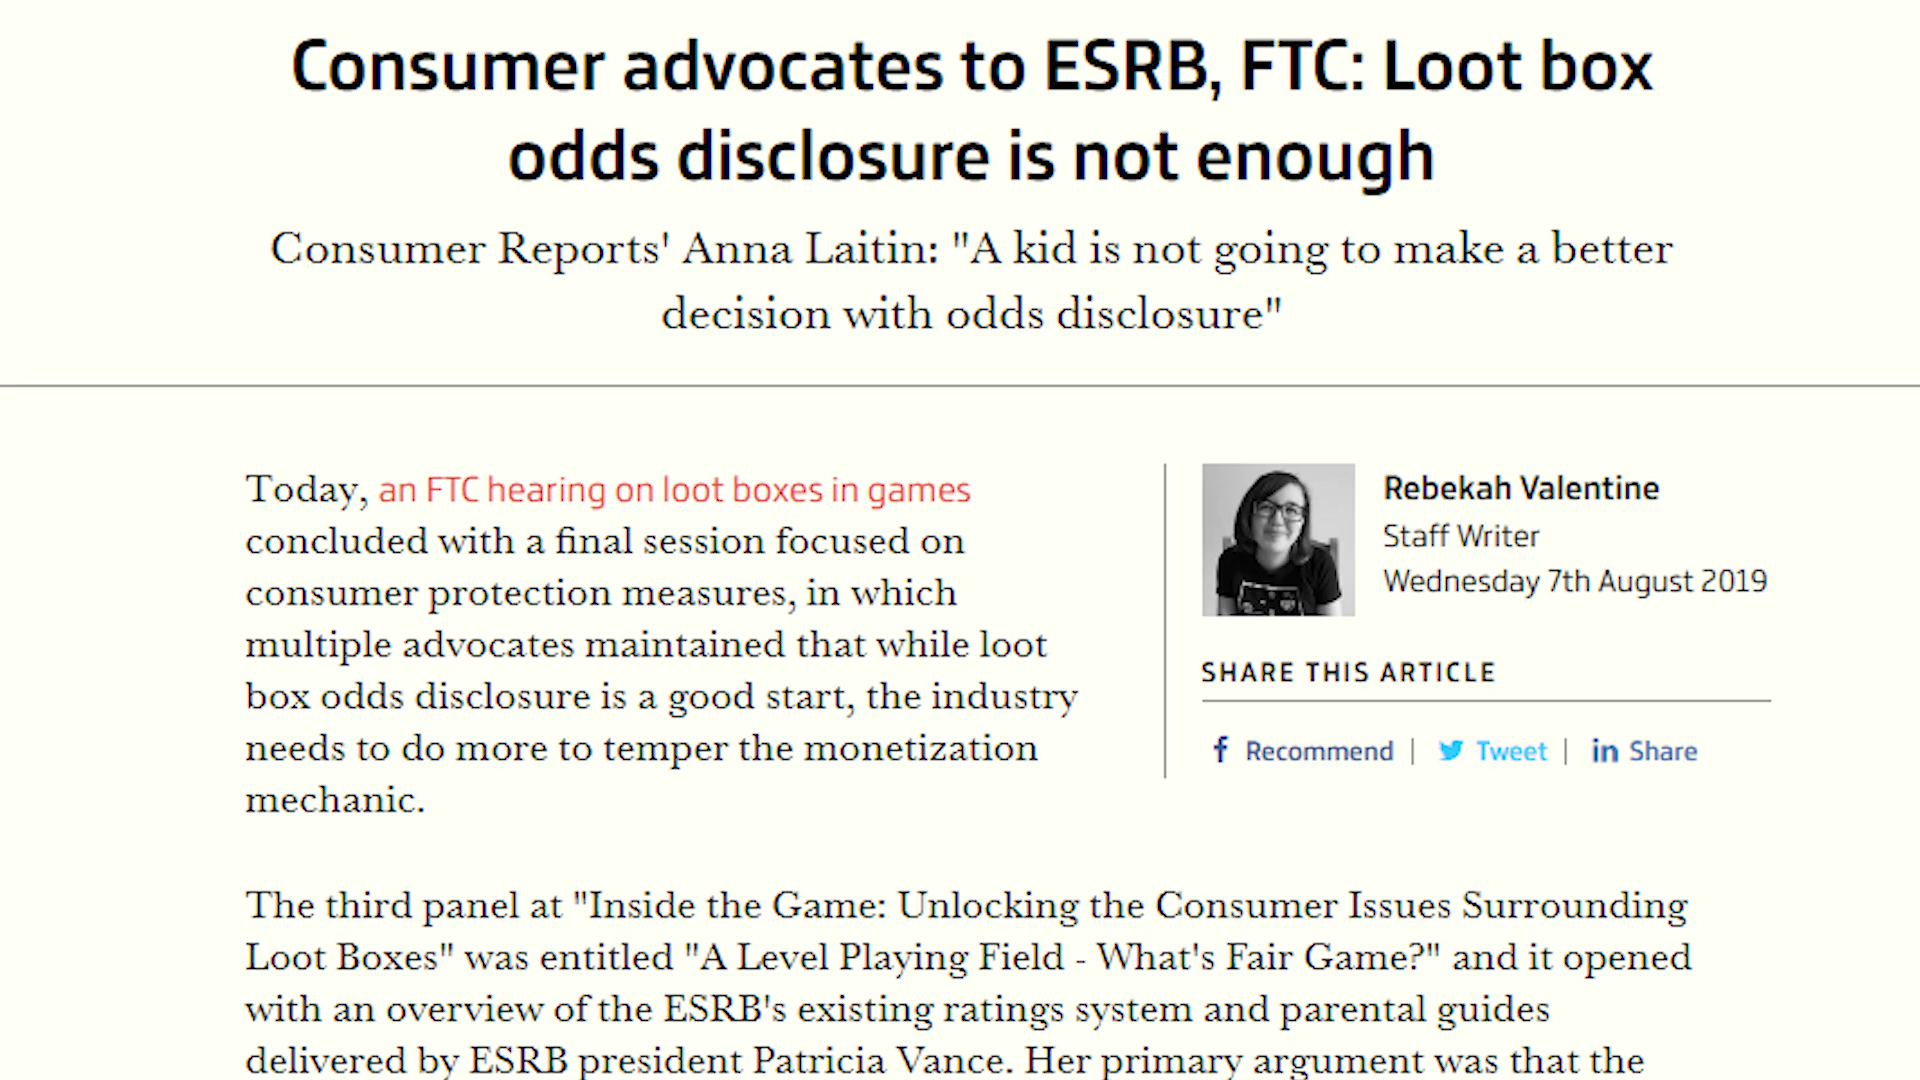 Consumer advocates to ESRB, FTC: Loot box
odds disclosure is not enough
Consumer Reports' Anna Laitin: "A kid is not going to make a better
decision with odds disclosure"
Today, an FTC hearing on loot boxes in games
concluded with a final session focused on
consumer protection measures, in which
multiple advocates maintained that while loot
box odds disclosure is a good start, the industry
needs to do more to temper the monetization
mechanic.
Rebekah Valentine
Staff Writer
Wednesday 7th August 2019
SHARE THIS ARTICLE
f Recommend | Tweet | in Share
The third panel at "Inside the Game: Unlocking the Consumer Issues Surrounding
Loot Boxes" was entitled "A Level Playing Field - What's Fair Game?" and it opened
with an overview of the ESRB's existing ratings system and parental guides
delivered by ESRB president Patricia Vance. Her primary argument was that the